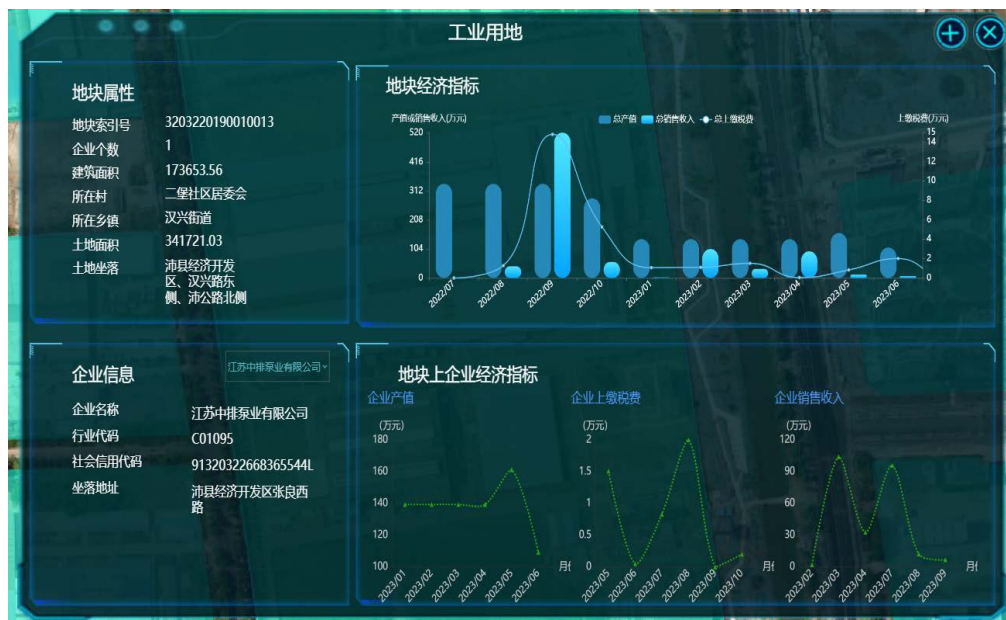 工业用地
地块属性
地块索引号 3203220190010013
企业个数 1
建筑面积 173653.56
所在村 二堡社区居委会
所在乡镇 汉兴街道
土地面积 341721.03
土地坐落 沛县经济开发
区、汉兴路东
侧、沛公路北侧
地块经济指标
产值或销售收入(万元) 总产值 总销售收入 总上缴税费 上缴税费(万元)
520
416
312
208
104
0
15
14
12
10
8
6
4
2
0
2022/07 2022/08 2022/09 2022/10 2023/01 2023/02 2023/03 2023/04 2023/05 2023/06
企业信息
江苏中排泵业有限公司
企业名称 江苏中排泵业有限公司
行业代码 C01095
社会信用代码 91320322668365544L
坐落地址 沛县经济开发区张良西
路
地块上企业经济指标
企业产值
(万元)
180
160
140
120
100
月份
2023/01 2023/02 2023/03 2023/04 2023/05 2023/06
企业上缴税费
(万元)
2
1.5
1
0.5
0
月份
2023/05 2023/06 2023/07 2023/08 2023/09 2023/10
企业销售收入
(万元)
120
90
60
30
0
月份
2023/02 2023/03 2023/04 2023/07 2023/08 2023/09